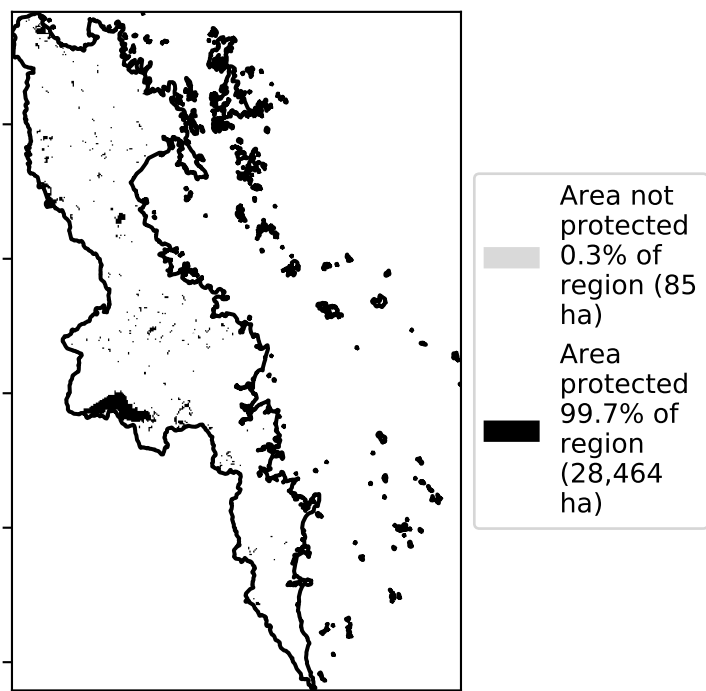 Area not
protected
0.3% of
region (85
ha)
Area
protected
99.7% of
region
(28,464
ha)